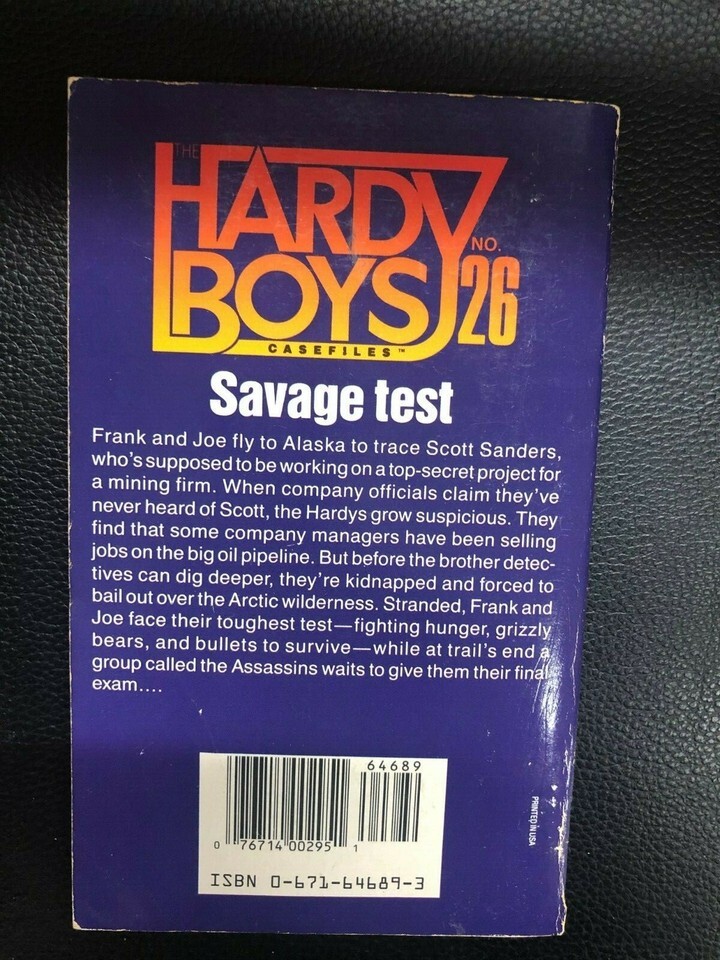 THE
HARDY
BOYS
NO.
26
CASEFILES™
Savage test
Frank and Joe fly to Alaska to trace Scott Sanders,
who's supposed to be working on a top-secret project for
a mining firm. When company officials claim they've
never heard of Scott, the Hardys grow suspicious. They
find that some company managers have been selling
jobs on the big oil pipeline. But before the brother detec-
tives can dig deeper, they're kidnapped and forced to
bail out over the Arctic wilderness. Stranded, Frank and
Joe face their toughest test—fighting hunger, grizzly
bears, and bullets to survive—while at trail's end a
group called the Assassins waits to give them their final
exam....
64689
0 76714 00295 1
ISBN 0-671-64689-3
PRINTED IN USA